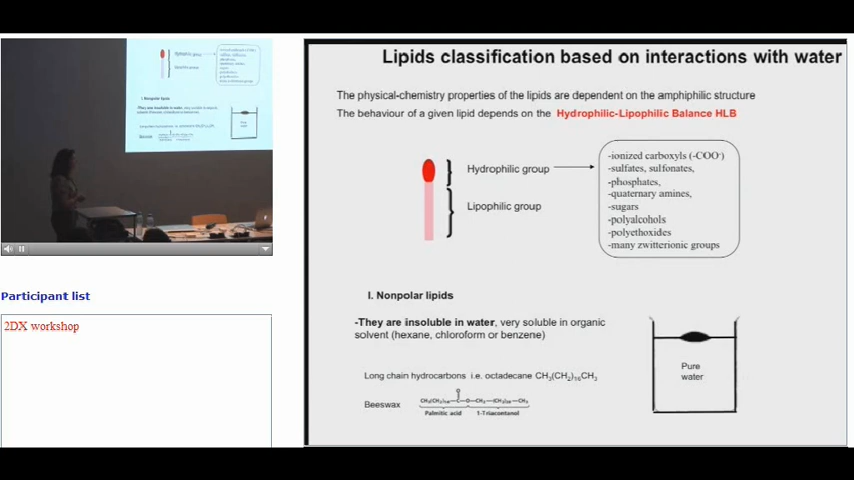 Lipids classification based on interactions with water
The physical-chemistry properties of the lipids are dependent on the amphiphilic structure
The behaviour of a given lipid depends on the Hydrophilic-Lipophilic Balance HLB
Hydrophilic group
Lipophilic group
-ionized carboxyls (-COO-)
-sulfates, sulfonates,
-phosphates,
-quaternary amines,
-sugars
-polyalcohols
-polyethoxides
-many zwitterionic groups
I. Nonpolar lipids
-They are insoluble in water, very soluble in organic
solvent (hexane, chloroform or benzene)
Pure
water
Long chain hydrocarbons i.e. octadecane CH3(CH2)16CH3
Beeswax
Palmitic acid 1-Triacontanol
Participant list
2DX workshop